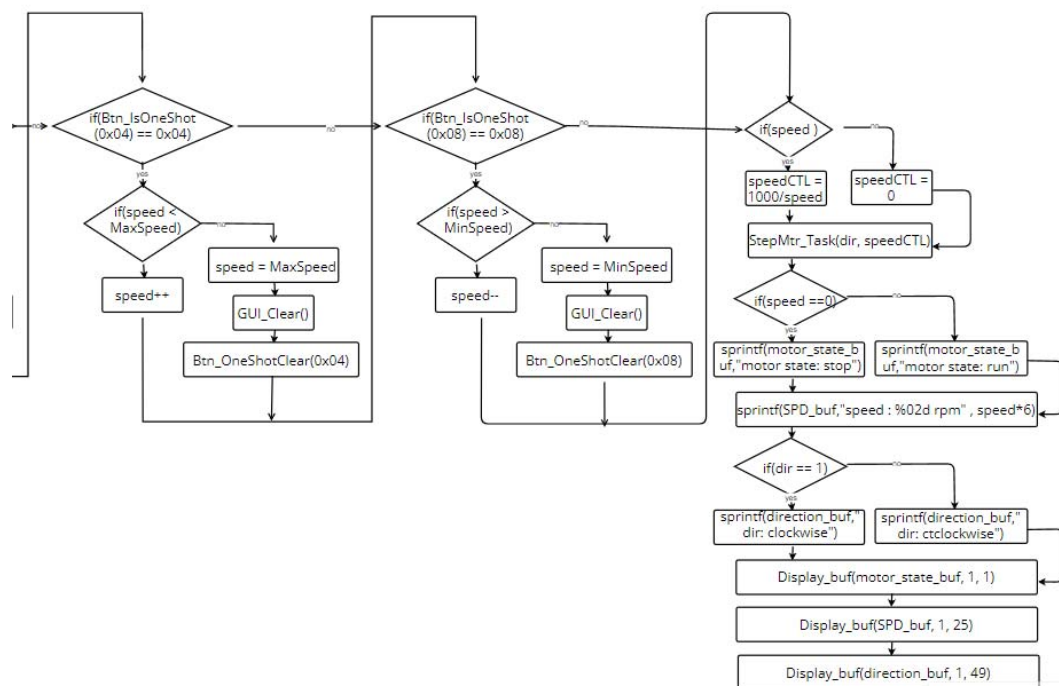 no
if(Btn_IsOneShot
(0x04) == 0x04)
no
yes
if(speed <
MaxSpeed)
no
speed++
speed = MaxSpeed
GUI_Clear()
Btn_OneShotClear(0x04)
if(Btn_IsOneShot
(0x08) == 0x08)
no
yes
if(speed >
MinSpeed)
no
speed--
speed = MinSpeed
GUI_Clear()
Btn_OneShotClear(0x08)
if(speed )
no
yes
speedCTL =
1000/speed
speedCTL =
0
StepMtr_Task(dir, speedCTL)
if(speed ==0)
no
yes
sprintf(motor_state_b
uf,"motor state: stop")
sprintf(motor_state_b
uf,"motor state: run")
sprintf(SPD_buf,"speed : %02d rpm" , speed*6)
if(dir == 1)
no
yes
sprintf(direction_buf,"
dir: clockwise")
sprintf(direction_buf,"
dir: ctclockwise")
Display_buf(motor_state_buf, 1, 1)
Display_buf(SPD_buf, 1, 25)
Display_buf(direction_buf, 1, 49)